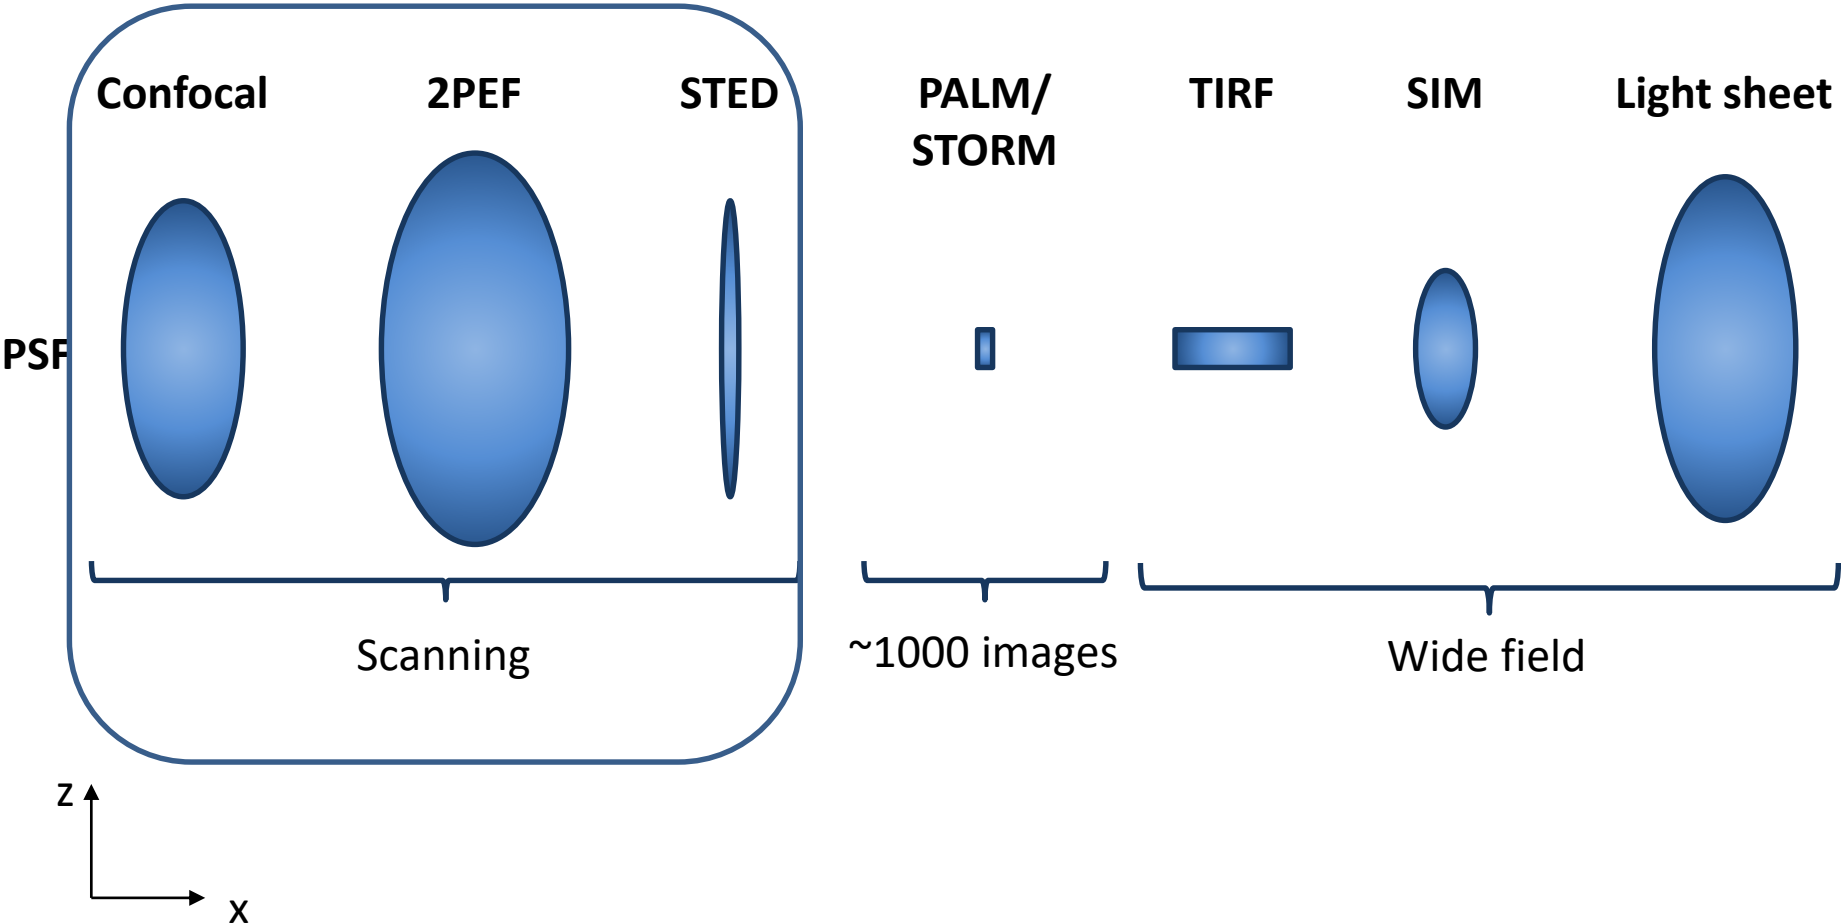 Confocal
2PEF
STED
PALM/
STORM
TIRF
SIM
Light sheet
PSF
Scanning
~1000 images
Wide field
z
x